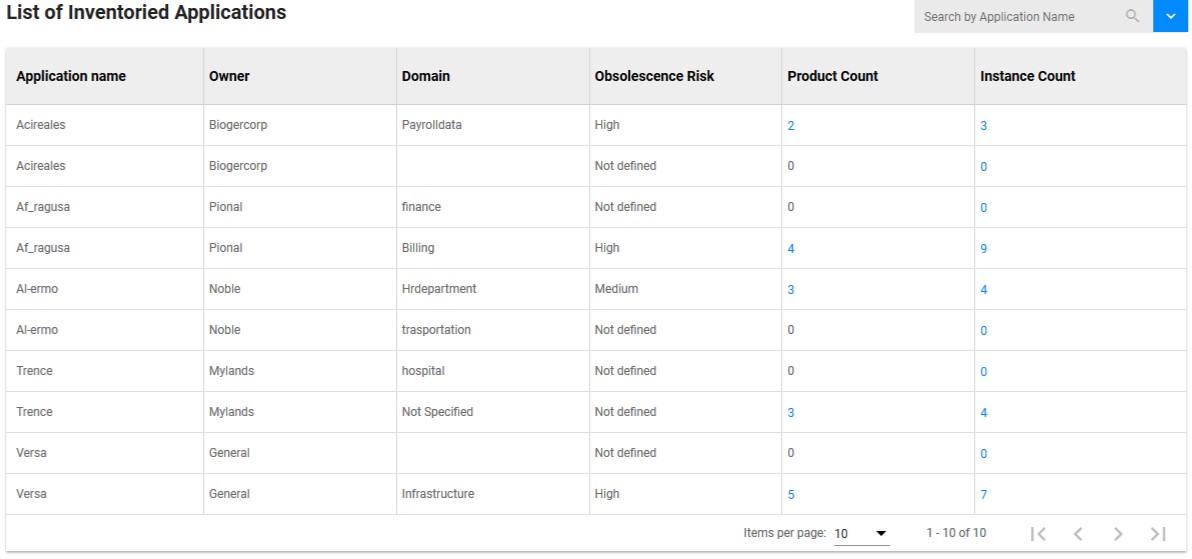 List of Inventoried Applications
Search by Application Name
Application name Owner Domain Obsolescence Risk Product Count Instance Count
Acireales Biogercorp Payrolldata High 2 3
Acireales Biogercorp Not defined 0 0
Af_ragusa Pional finance Not defined 0 0
Af_ragusa Pional Billing High 4 9
Al-ermo Noble Hrdepartment Medium 3 4
Al-ermo Noble trasportation Not defined 0 0
Trence Mylands hospital Not defined 0 0
Trence Mylands Not Specified Not defined 3 4
Versa General Not defined 0 0
Versa General Infrastructure High 5 7
Items per page: 10 1 - 10 of 10